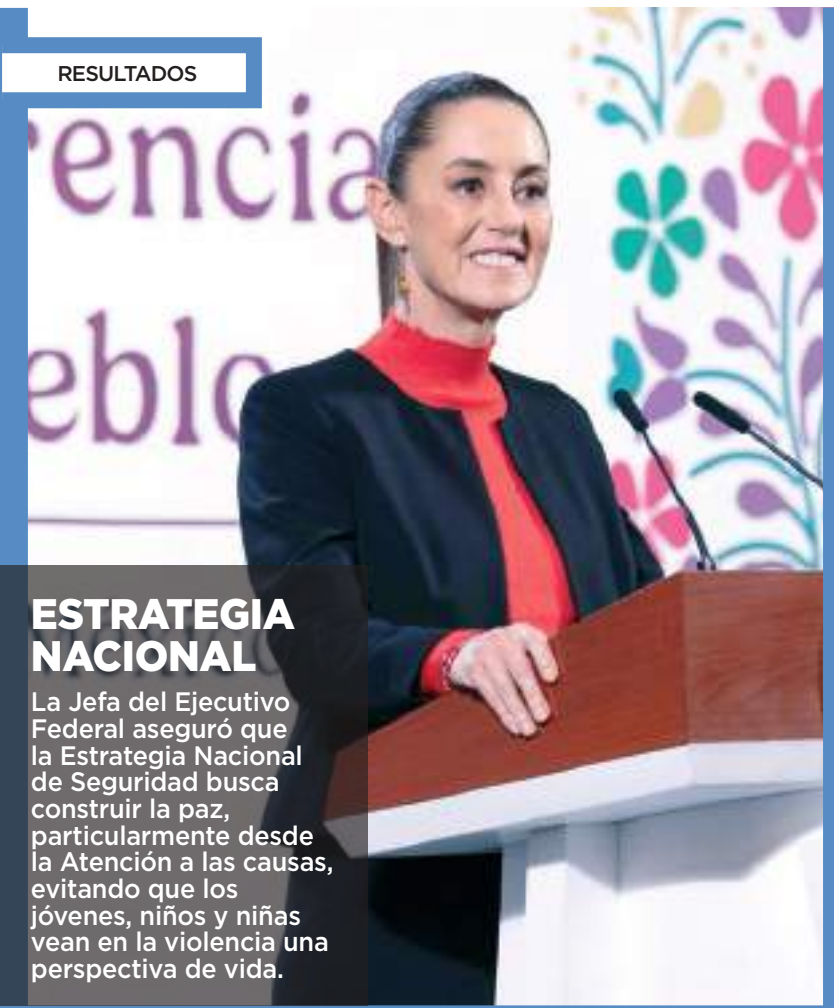 RESULTADOS
encia
eblo
ESTRATEGIA
NACIONAL
La Jefa del Ejecutivo
Federal aseguró que
la Estrategia Nacional
de Seguridad busca
construir la paz,
particularmente desde
la Atención a las causas,
evitando que los
jóvenes, niños y niñas
vean en la violencia una
perspectiva de vida.